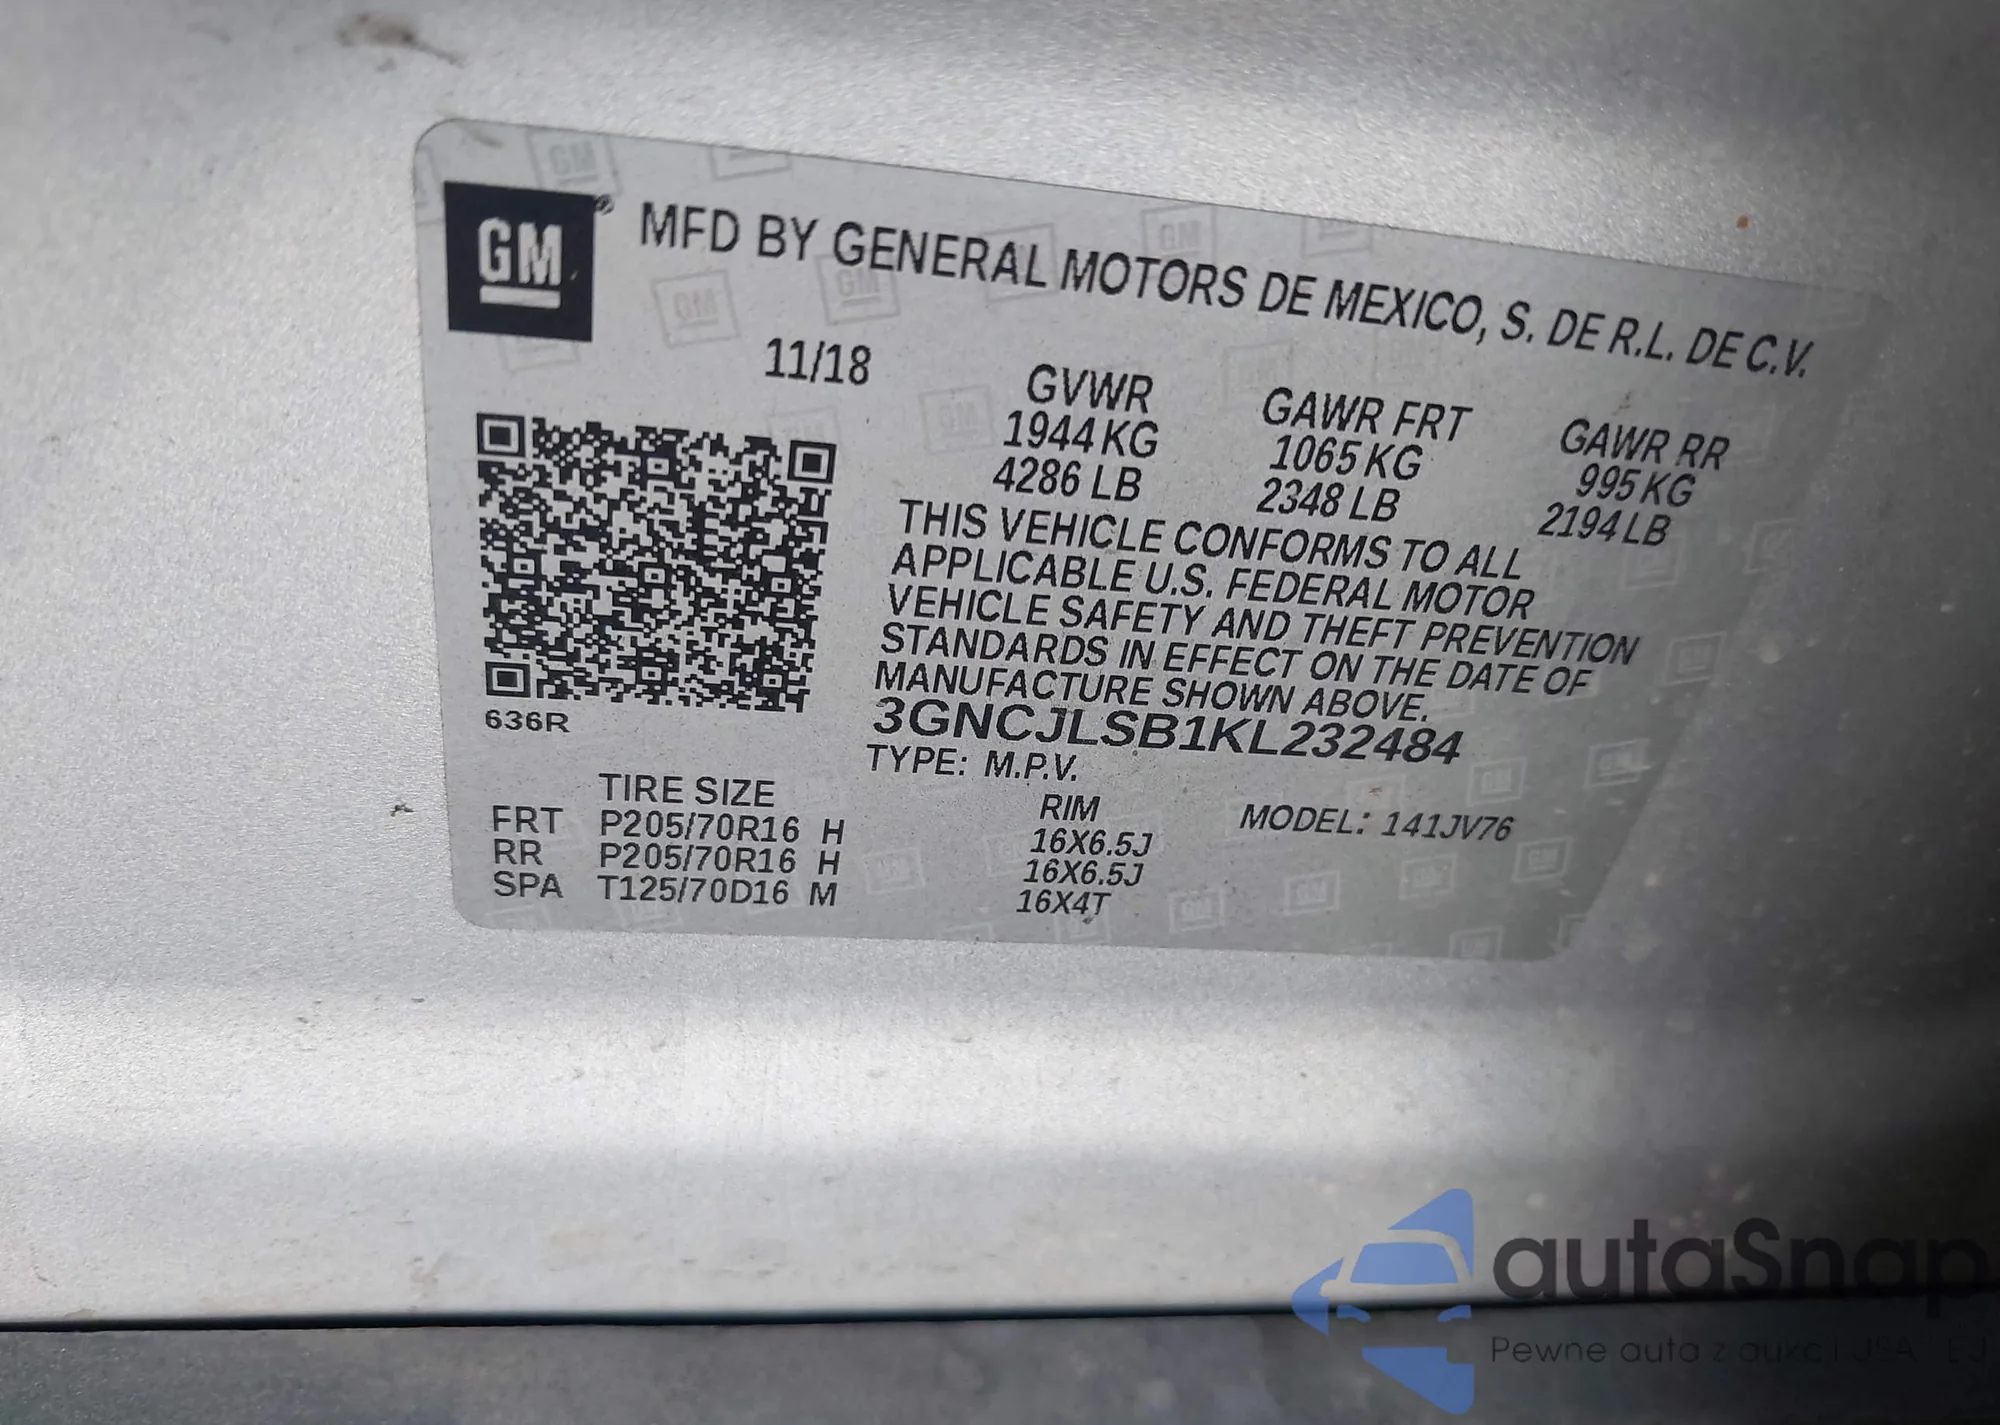 GM® MFD BY GENERAL MOTORS DE MEXICO, S. DE R.L. DE C.V.
11/18 GVWR GAWR FRT GAWR RR
1944 KG 1065 KG 995 KG
4286 LB 2348 LB 2194 LB
THIS VEHICLE CONFORMS TO ALL
APPLICABLE U.S. FEDERAL MOTOR
VEHICLE SAFETY AND THEFT PREVENTION
STANDARDS IN EFFECT ON THE DATE OF
MANUFACTURE SHOWN ABOVE.
636R
3GNCJLSB1KL232484
TYPE: M.P.V.
TIRE SIZE RIM MODEL: 141JV76
FRT P205/70R16 H 16X6.5J
RR P205/70R16 H 16X6.5J
SPA T125/70D16 M 16X4T
autaSnap
Pewne auta z